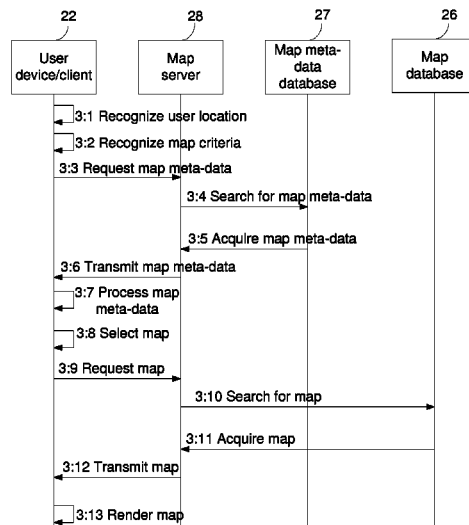 22
28
27
26
User
device/client
Map
server
Map meta-
data
database
Map
database
3:1 Recognize user location
3:2 Recognize map criteria
3:3 Request map meta-data
3:4 Search for map meta-data
3:5 Acquire map meta-data
3:6 Transmit map meta-data
3:7 Process map
meta-data
3:8 Select map
3:9 Request map
3:10 Search for map
3:11 Acquire map
3:12 Transmit map
3:13 Render map